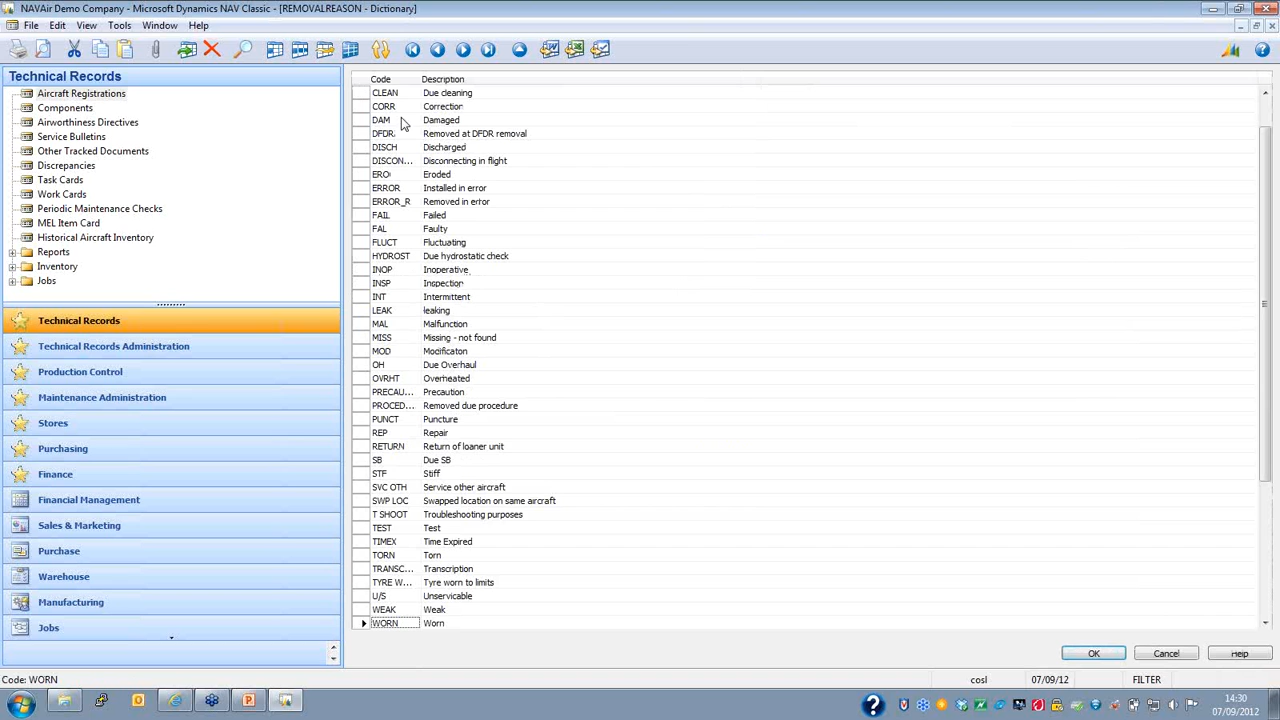 NAVAir Demo Company - Microsoft Dynamics NAV Classic - [REMOVALREASON - Dictionary]
File Edit View Tools Window Help
Technical Records
Aircraft Registrations
Components
Airworthiness Directives
Service Bulletins
Other Tracked Documents
Discrepancies
Task Cards
Work Cards
Periodic Maintenance Checks
MEL Item Card
Historical Aircraft Inventory
Reports
Inventory
Jobs
Technical Records
Technical Records Administration
Production Control
Maintenance Administration
Stores
Purchasing
Finance
Financial Management
Sales & Marketing
Purchase
Warehouse
Manufacturing
Jobs
Code Description
CLEAN Due cleaning
CORR Correction
DAM Damaged
DFDR Removed at DFDR removal
DISCH Discharged
DISCON... Disconnecting in flight
ERO Eroded
ERROR Installed in error
ERROR_R Removed in error
FAIL Failed
FAL Faulty
FLUCT Fluctuating
HYDROST Due hydrostatic check
INOP Inoperative
INSP Inspection
INT Intermittent
LEAK leaking
MAL Malfunction
MISS Missing - not found
MOD Modificaton
OH Due Overhaul
OVRHT Overheated
PRECAU... Precaution
PROCED... Removed due procedure
PUNCT Puncture
REP Repair
RETURN Return of loaner unit
SB Due SB
STF Stiff
SVC OTH Service other aircraft
SWP LOC Swapped location on same aircraft
T SHOOT Troubleshooting purposes
TEST Test
TIMEX Time Expired
TORN Torn
TRANSC... Transcription
TYRE W... Tyre worn to limits
U/S Unservicable
WEAK Weak
WORN Worn
OK Cancel Help
Code: WORN cosl 07/09/12 FILTER
14:30
07/09/2012